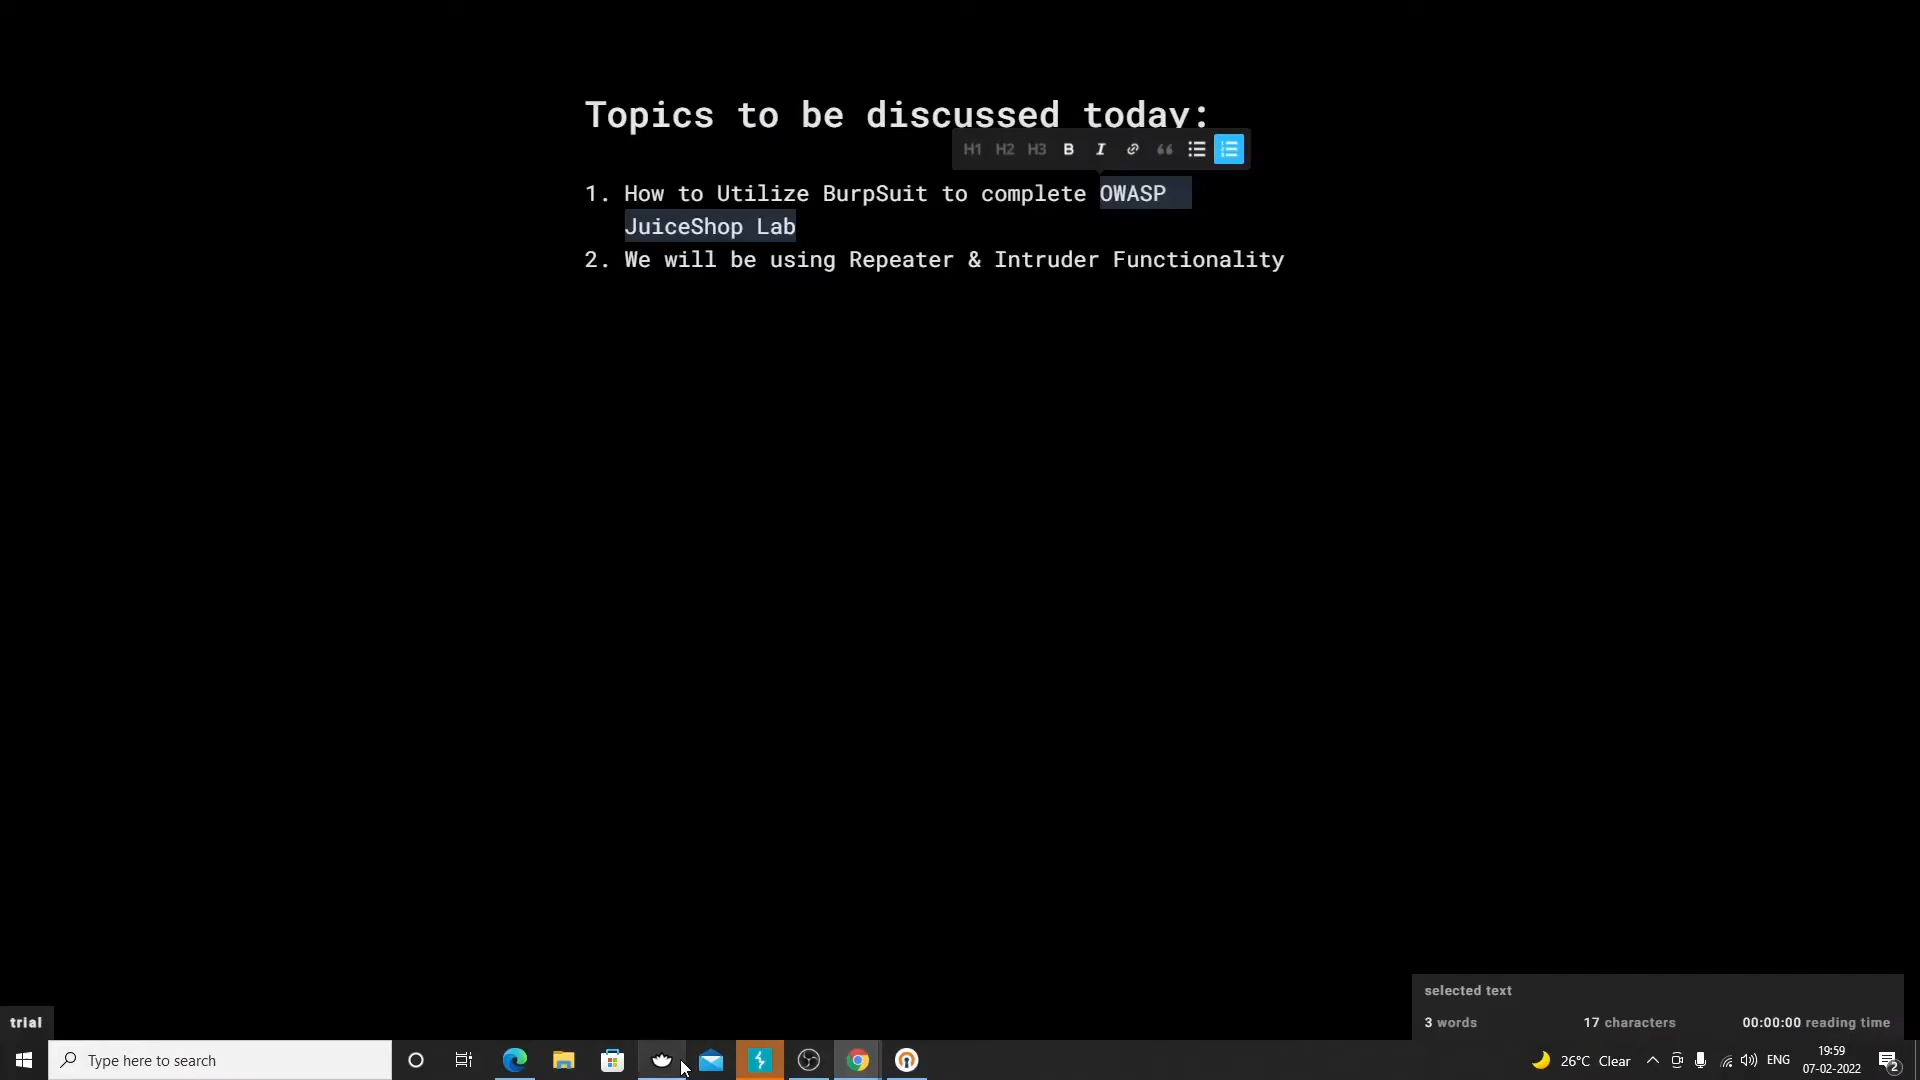 Topics to be discussed today:
H1 H2 H3 B I
1. How to Utilize BurpSuit to complete OWASP
JuiceShop Lab
2. We will be using Repeater & Intruder Functionality
selected text
3 words 17 characters 00:00:00 reading time
trial
Type here to search
26°C Clear
ENG
19:59
07-02-2022
2